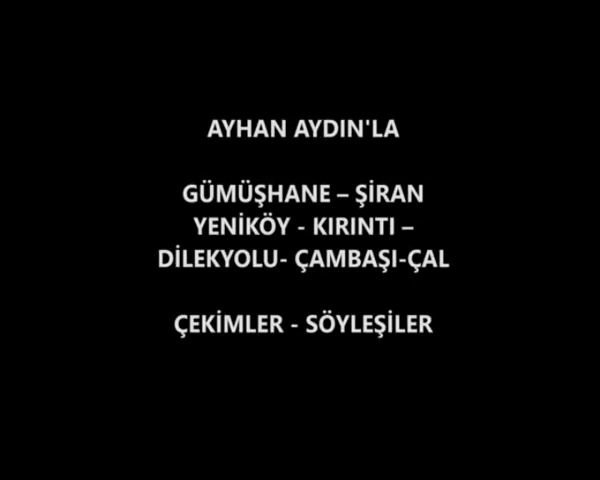 AYHAN AYDIN'LA
GÜMÜŞHANE – ŞİRAN
YENİKÖY - KIRINTI –
DİLEKYOLU- ÇAMBAŞI-ÇAL
ÇEKİMLER - SÖYLEŞİLER